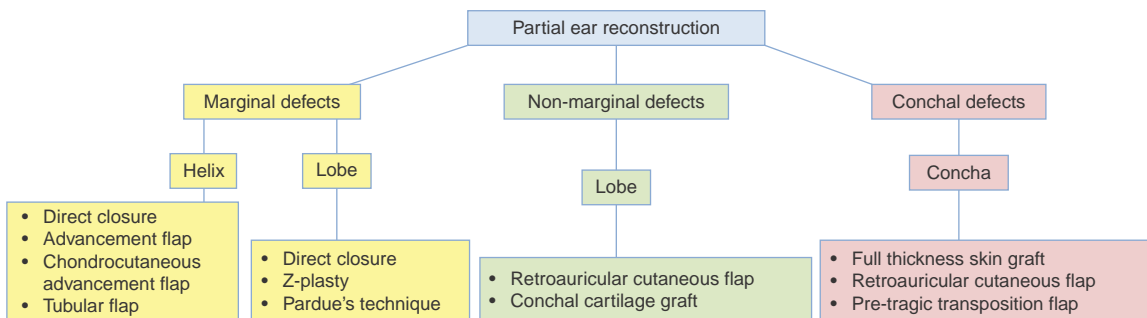 Partial ear reconstruction
Marginal defects
Non-marginal defects
Conchal defects
Helix
Lobe
Lobe
Concha
• Direct closure
• Advancement flap
• Chondrocutaneous
advancement flap
• Tubular flap
• Direct closure
• Z-plasty
• Pardue's technique
• Retroauricular cutaneous flap
• Conchal cartilage graft
• Full thickness skin graft
• Retroauricular cutaneous flap
• Pre-tragic transposition flap